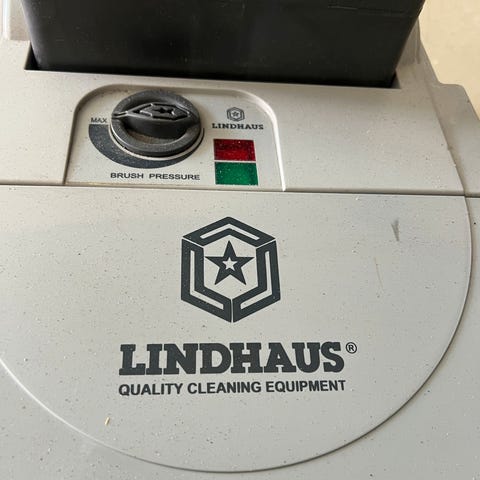 MAX
LINDHAUS
BRUSH PRESSURE
LINDHAUS®
QUALITY CLEANING EQUIPMENT